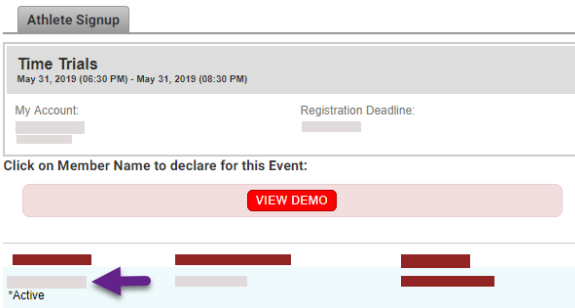 Athlete Signup
Time Trials
May 31, 2019 (06:30 PM) - May 31, 2019 (08:30 PM)
My Account:
Registration Deadline:
Click on Member Name to declare for this Event:
VIEW DEMO
*Active